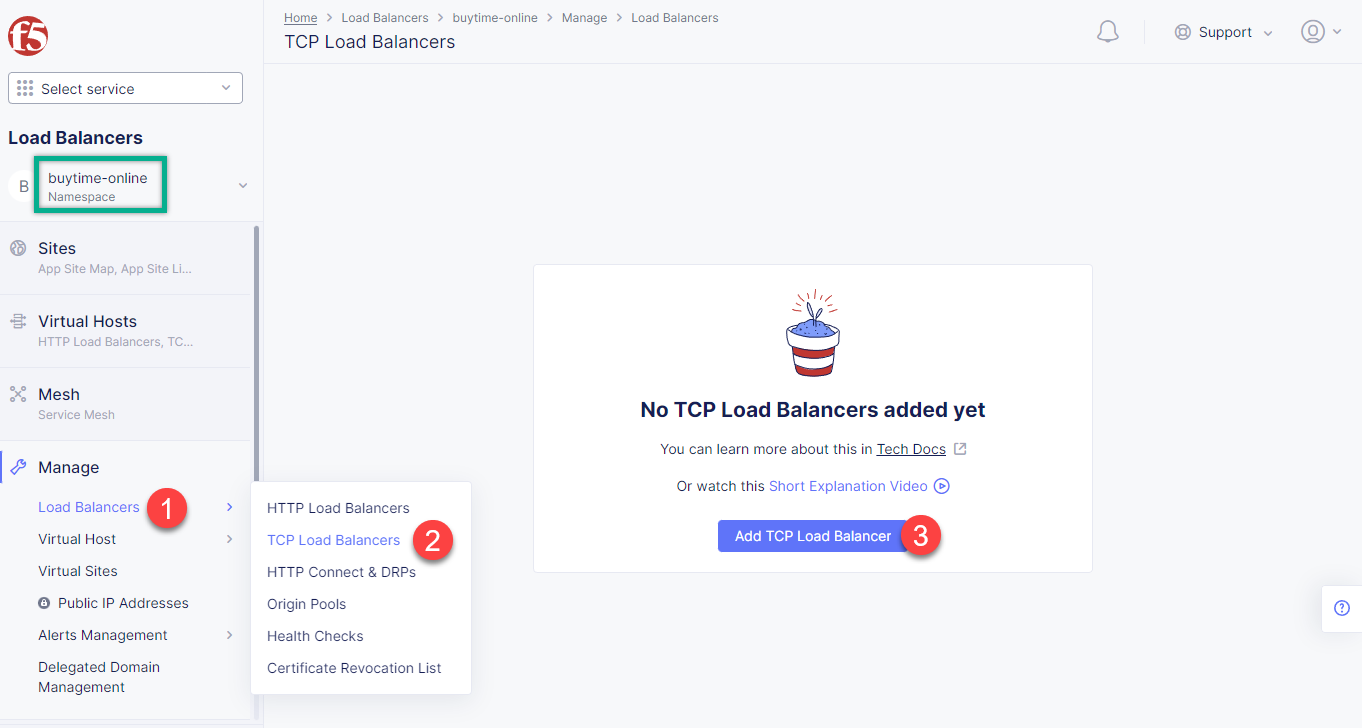 f5
Home > Load Balancers > buytime-online > Manage > Load Balancers
TCP Load Balancers
Support
Select service
Load Balancers
B
buytime-online
Namespace
Sites
App Site Map, App Site Li...
Virtual Hosts
HTTP Load Balancers, TC...
Mesh
Service Mesh
Manage
Load Balancers 1
Virtual Host
Virtual Sites
Public IP Addresses
Alerts Management
Delegated Domain
Management
HTTP Load Balancers
TCP Load Balancers 2
HTTP Connect & DRPs
Origin Pools
Health Checks
Certificate Revocation List
No TCP Load Balancers added yet
You can learn more about this in Tech Docs
Or watch this Short Explanation Video
Add TCP Load Balancer 3
?